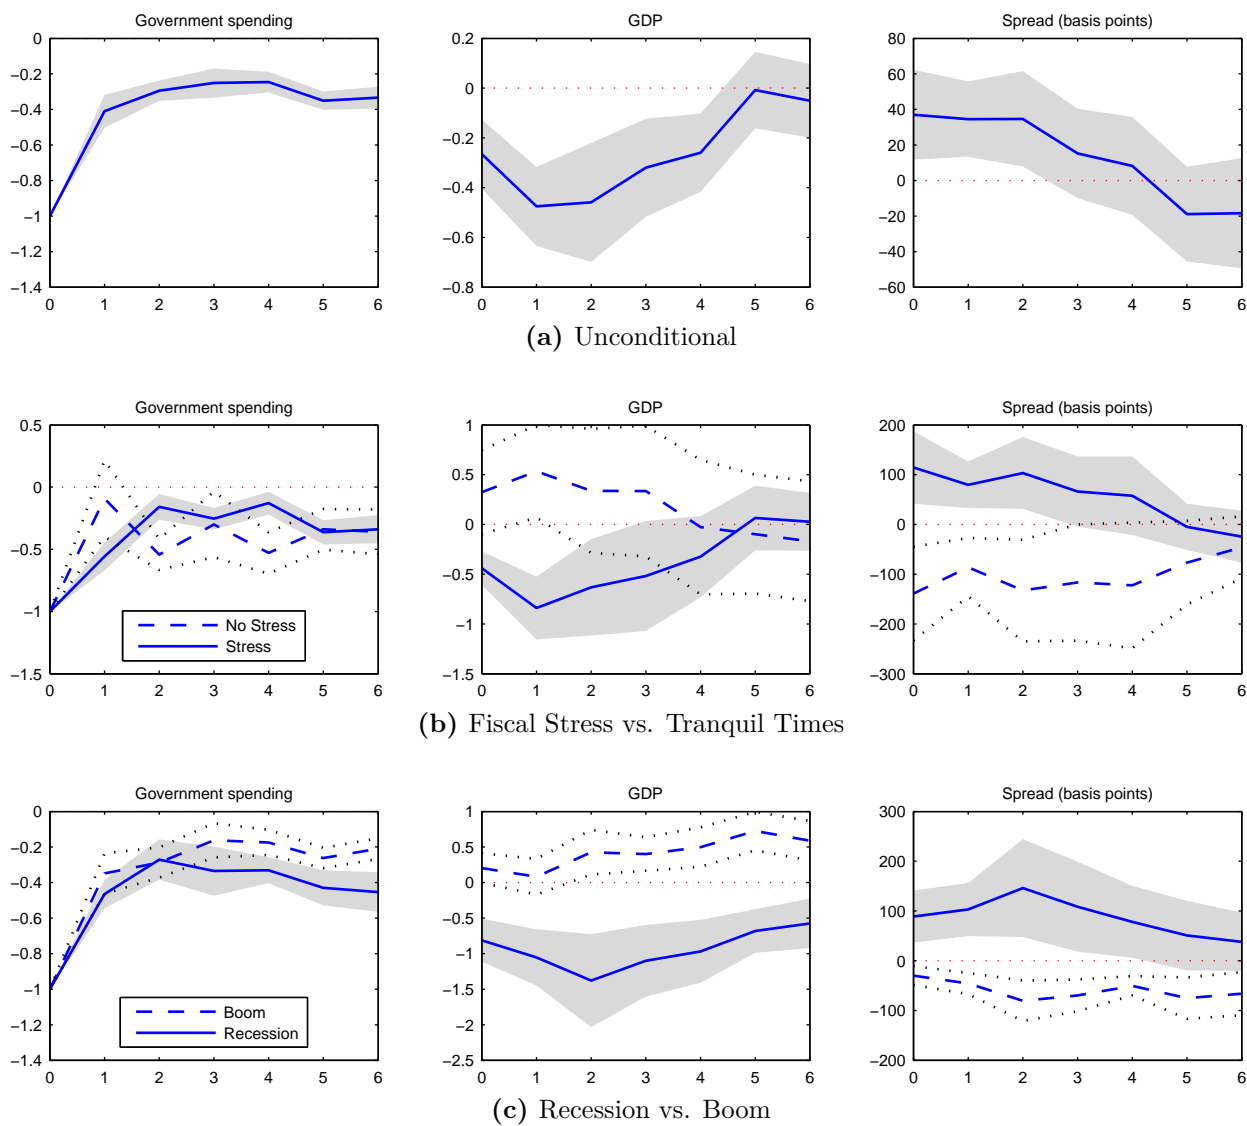 Government spending
GDP
Spread (basis points)
0
−0.2
−0.4
−0.6
−0.8
−1
−1.2
−1.4
0 1 2 3 4 5 6
0.2
0
−0.2
−0.4
−0.6
−0.8
0 1 2 3 4 5 6
80
60
40
20
0
−20
−40
−60
0 1 2 3 4 5 6
(a) Unconditional
Government spending
GDP
Spread (basis points)
0.5
0
−0.5
−1
−1.5
No Stress
Stress
0 1 2 3 4 5 6
1
0.5
0
−0.5
−1
−1.5
0 1 2 3 4 5 6
200
100
0
−100
−200
−300
0 1 2 3 4 5 6
(b) Fiscal Stress vs. Tranquil Times
Government spending
GDP
Spread (basis points)
0
−0.2
−0.4
−0.6
−0.8
−1
−1.2
−1.4
Boom
Recession
0 1 2 3 4 5 6
1
0.5
0
−0.5
−1
−1.5
−2
−2.5
0 1 2 3 4 5 6
300
200
100
0
−100
−200
0 1 2 3 4 5 6
(c) Recession vs. Boom